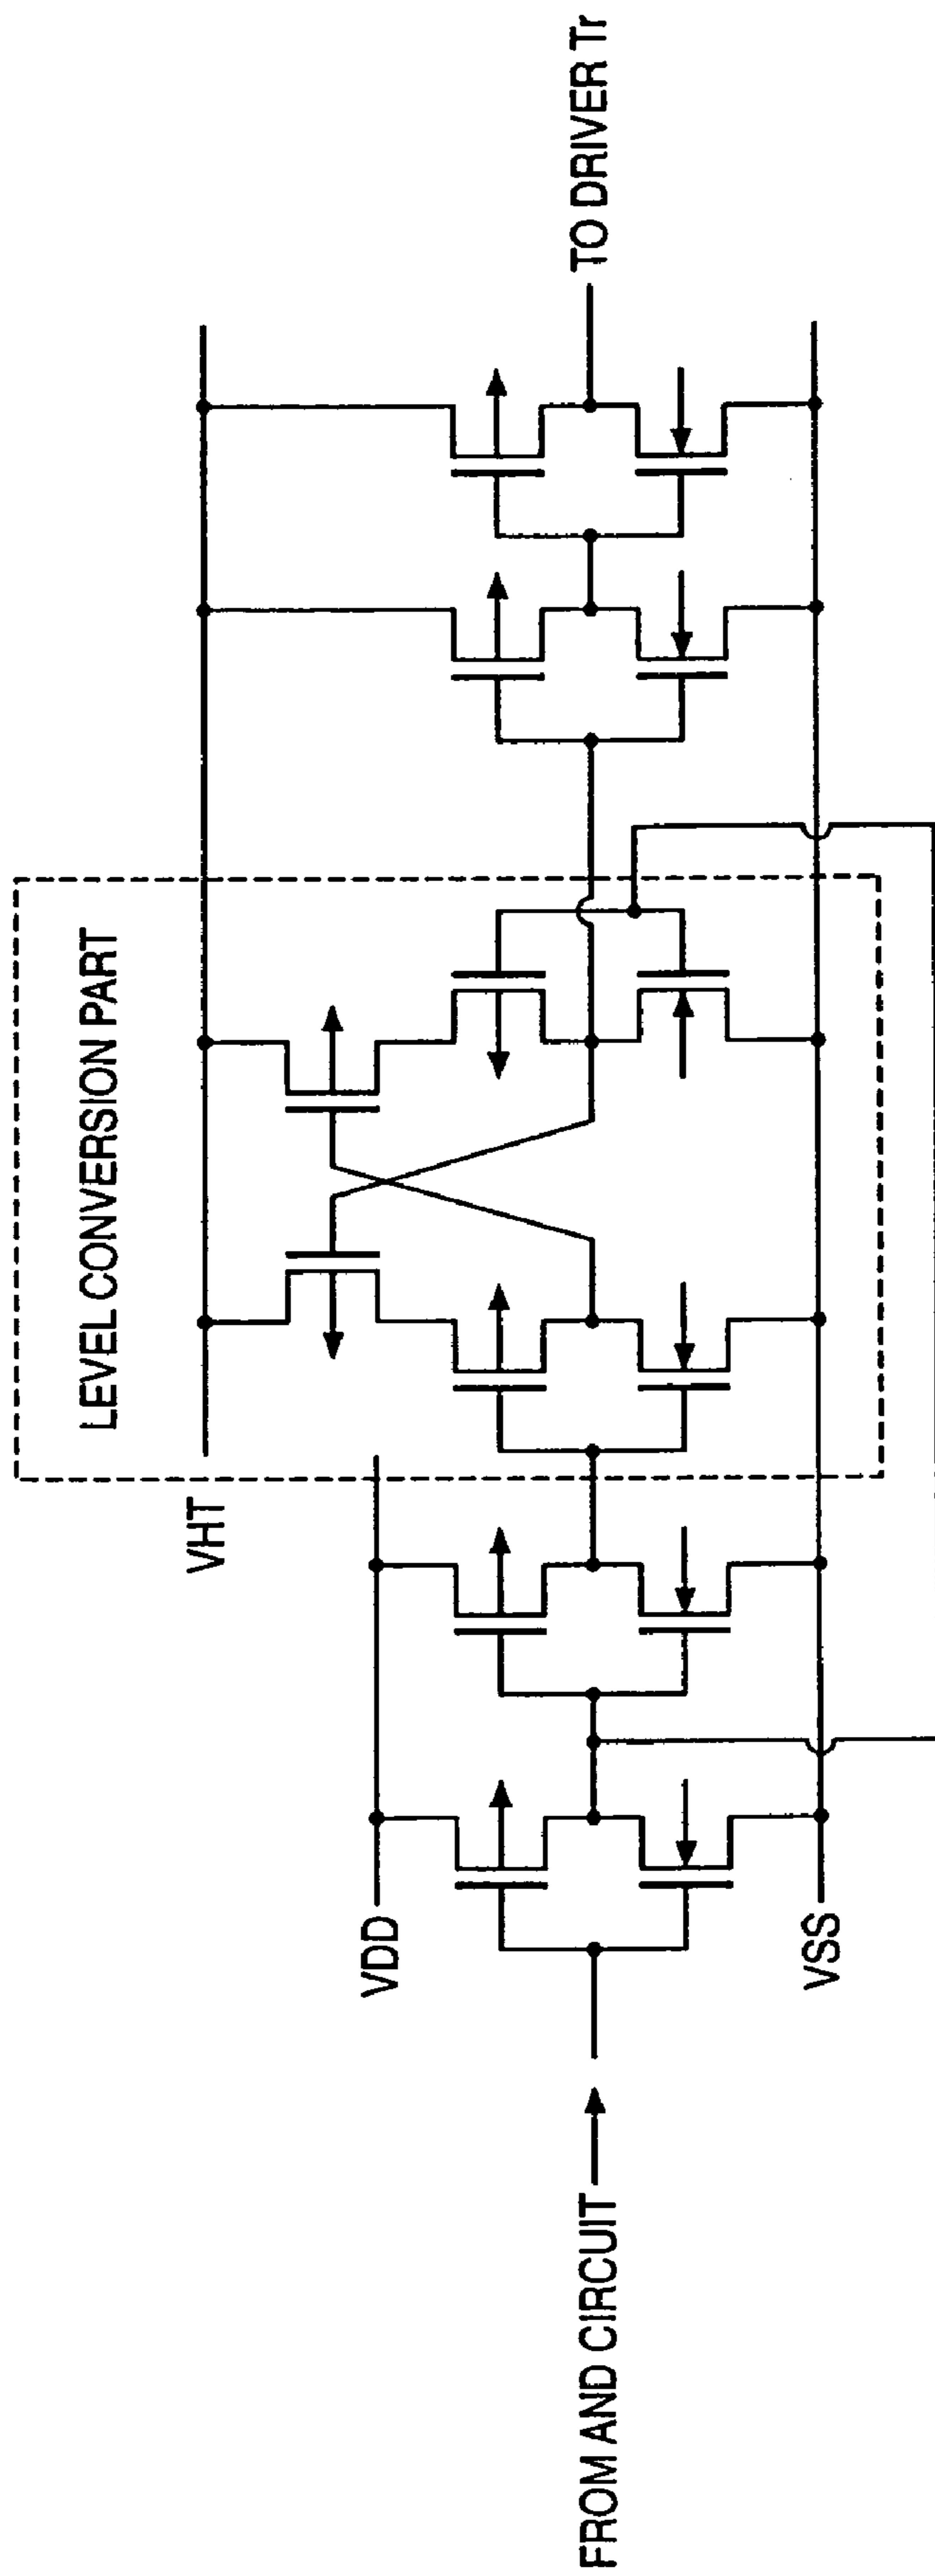 LEVEL CONVERSION PART
VHT
VDD
VSS
FROM AND CIRCUIT
TO DRIVER Tr